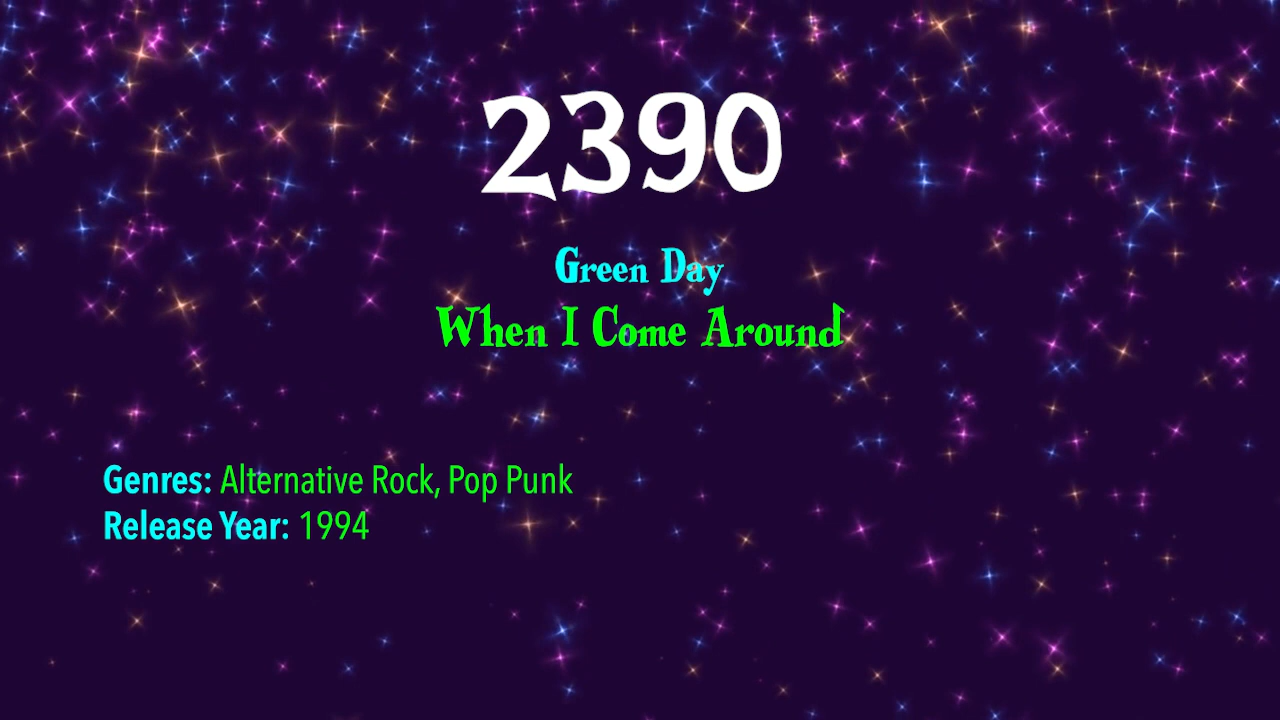 2390
Green Day
When I Come Around
Genres: Alternative Rock, Pop Punk
Release Year: 1994